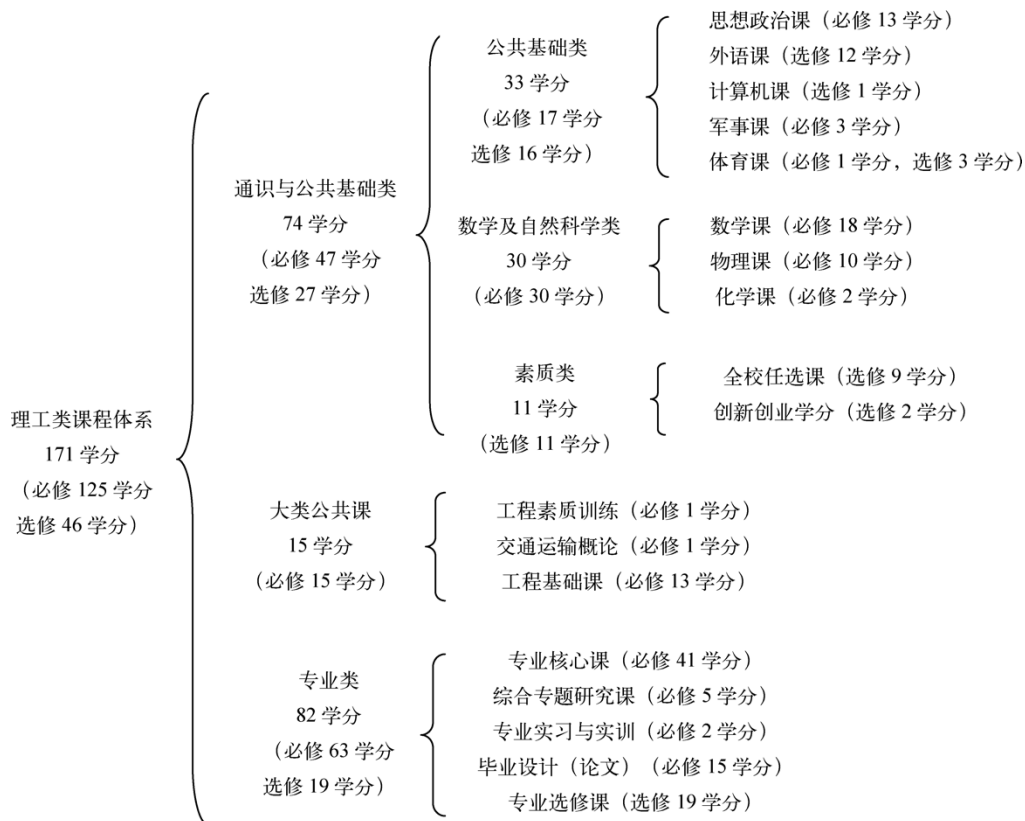 理工类课程体系
171 学分
（必修 125 学分
选修 46 学分）
通识与公共基础类
74 学分
（必修 47 学分
选修 27 学分）
公共基础类
33 学分
（必修 17 学分
选修 16 学分）
思想政治课（必修 13 学分）
外语课（选修 12 学分）
计算机课（选修 1 学分）
军事课（必修 3 学分）
体育课（必修 1 学分，选修 3 学分）
数学及自然科学类
30 学分
（必修 30 学分）
数学课（必修 18 学分）
物理课（必修 10 学分）
化学课（必修 2 学分）
素质类
11 学分
（选修 11 学分）
全校任选课（选修 9 学分）
创新创业学分（选修 2 学分）
大类公共课
15 学分
（必修 15 学分）
工程素质训练（必修 1 学分）
交通运输概论（必修 1 学分）
工程基础课（必修 13 学分）
专业类
82 学分
（必修 63 学分
选修 19 学分）
专业核心课（必修 41 学分）
综合专题研究课（必修 5 学分）
专业实习与实训（必修 2 学分）
毕业设计（论文）（必修 15 学分）
专业选修课（选修 19 学分）